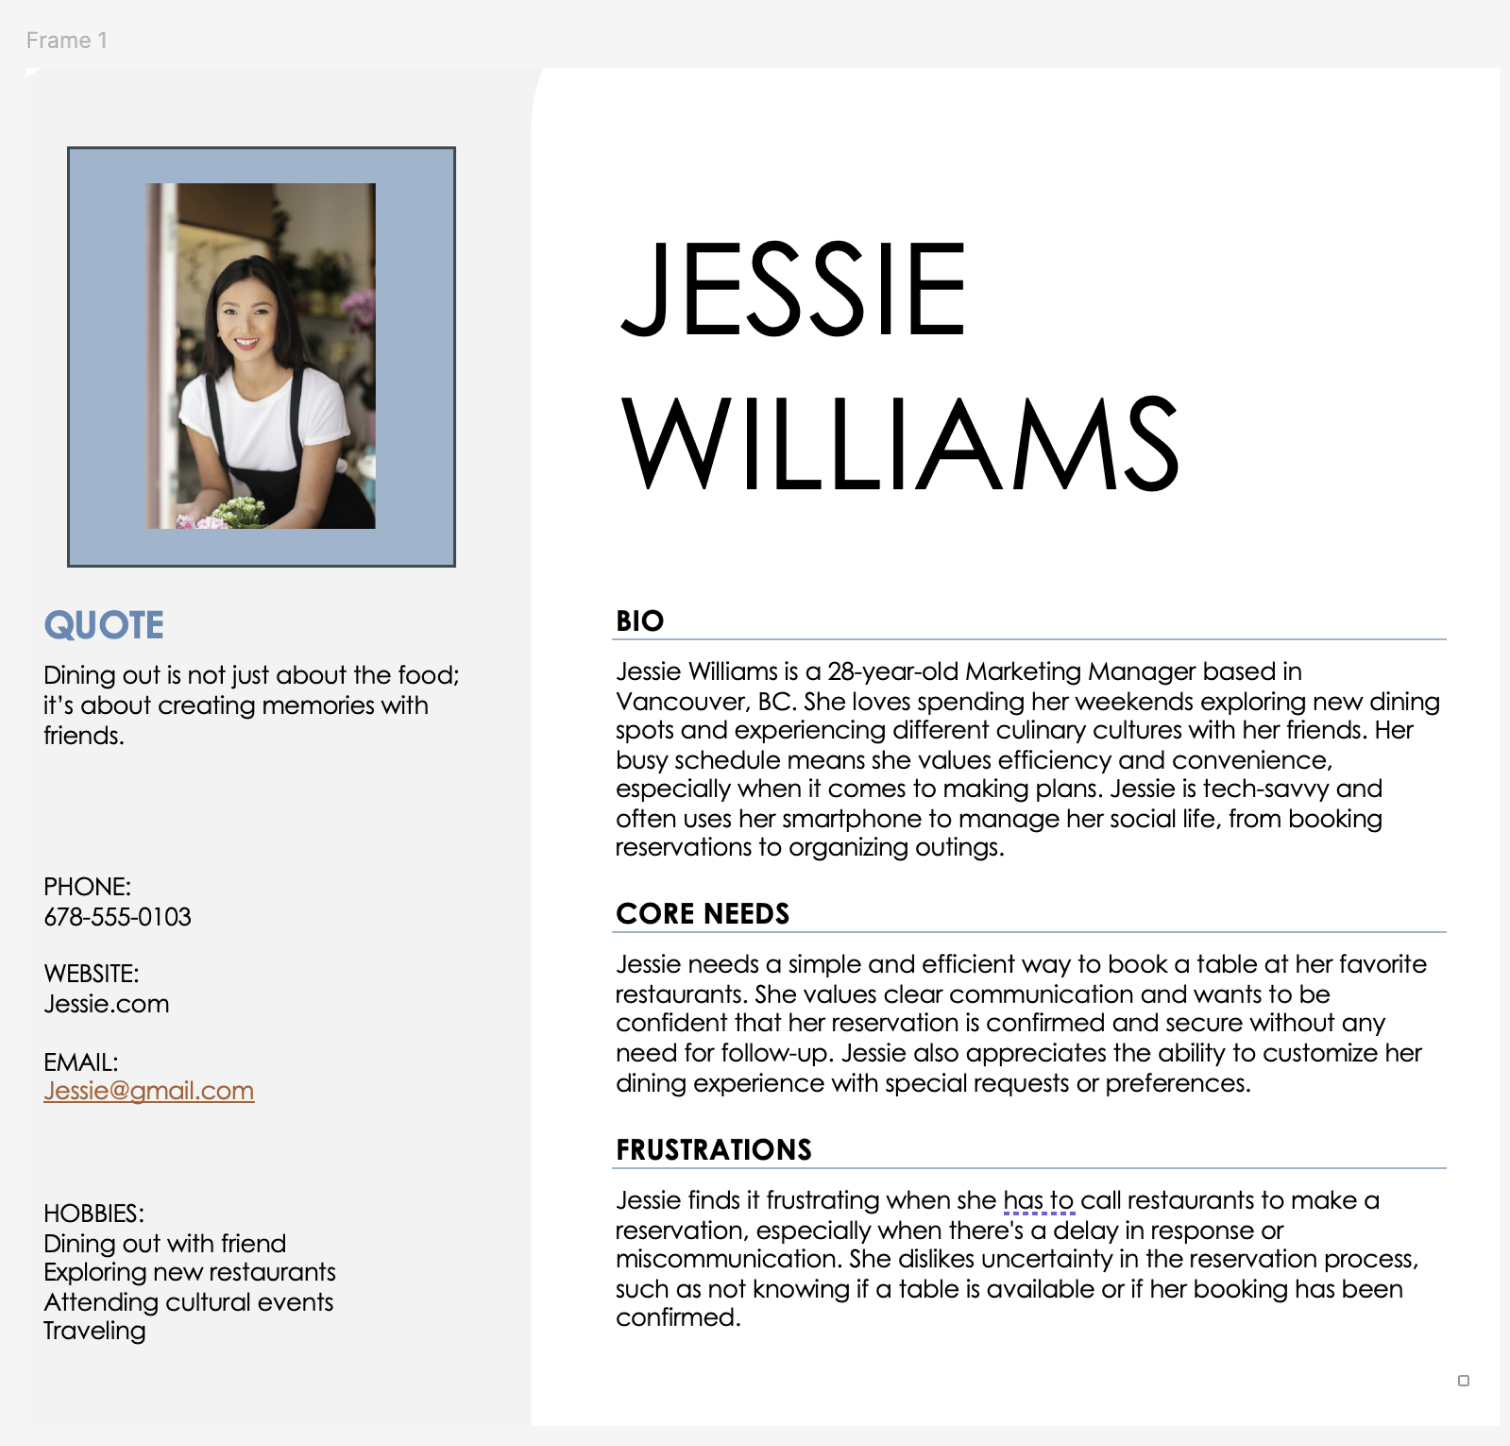 Frame 1
JESSIE
WILLIAMS
QUOTE
Dining out is not just about the food;
it’s about creating memories with
friends.
PHONE:
678-555-0103
WEBSITE:
Jessie.com
EMAIL:
Jessie@gmail.com
HOBBIES:
Dining out with friend
Exploring new restaurants
Attending cultural events
Traveling
BIO
Jessie Williams is a 28-year-old Marketing Manager based in
Vancouver, BC. She loves spending her weekends exploring new dining
spots and experiencing different culinary cultures with her friends. Her
busy schedule means she values efficiency and convenience,
especially when it comes to making plans. Jessie is tech-savvy and
often uses her smartphone to manage her social life, from booking
reservations to organizing outings.
CORE NEEDS
Jessie needs a simple and efficient way to book a table at her favorite
restaurants. She values clear communication and wants to be
confident that her reservation is confirmed and secure without any
need for follow-up. Jessie also appreciates the ability to customize her
dining experience with special requests or preferences.
FRUSTRATIONS
Jessie finds it frustrating when she has to call restaurants to make a
reservation, especially when there's a delay in response or
miscommunication. She dislikes uncertainty in the reservation process,
such as not knowing if a table is available or if her booking has been
confirmed.